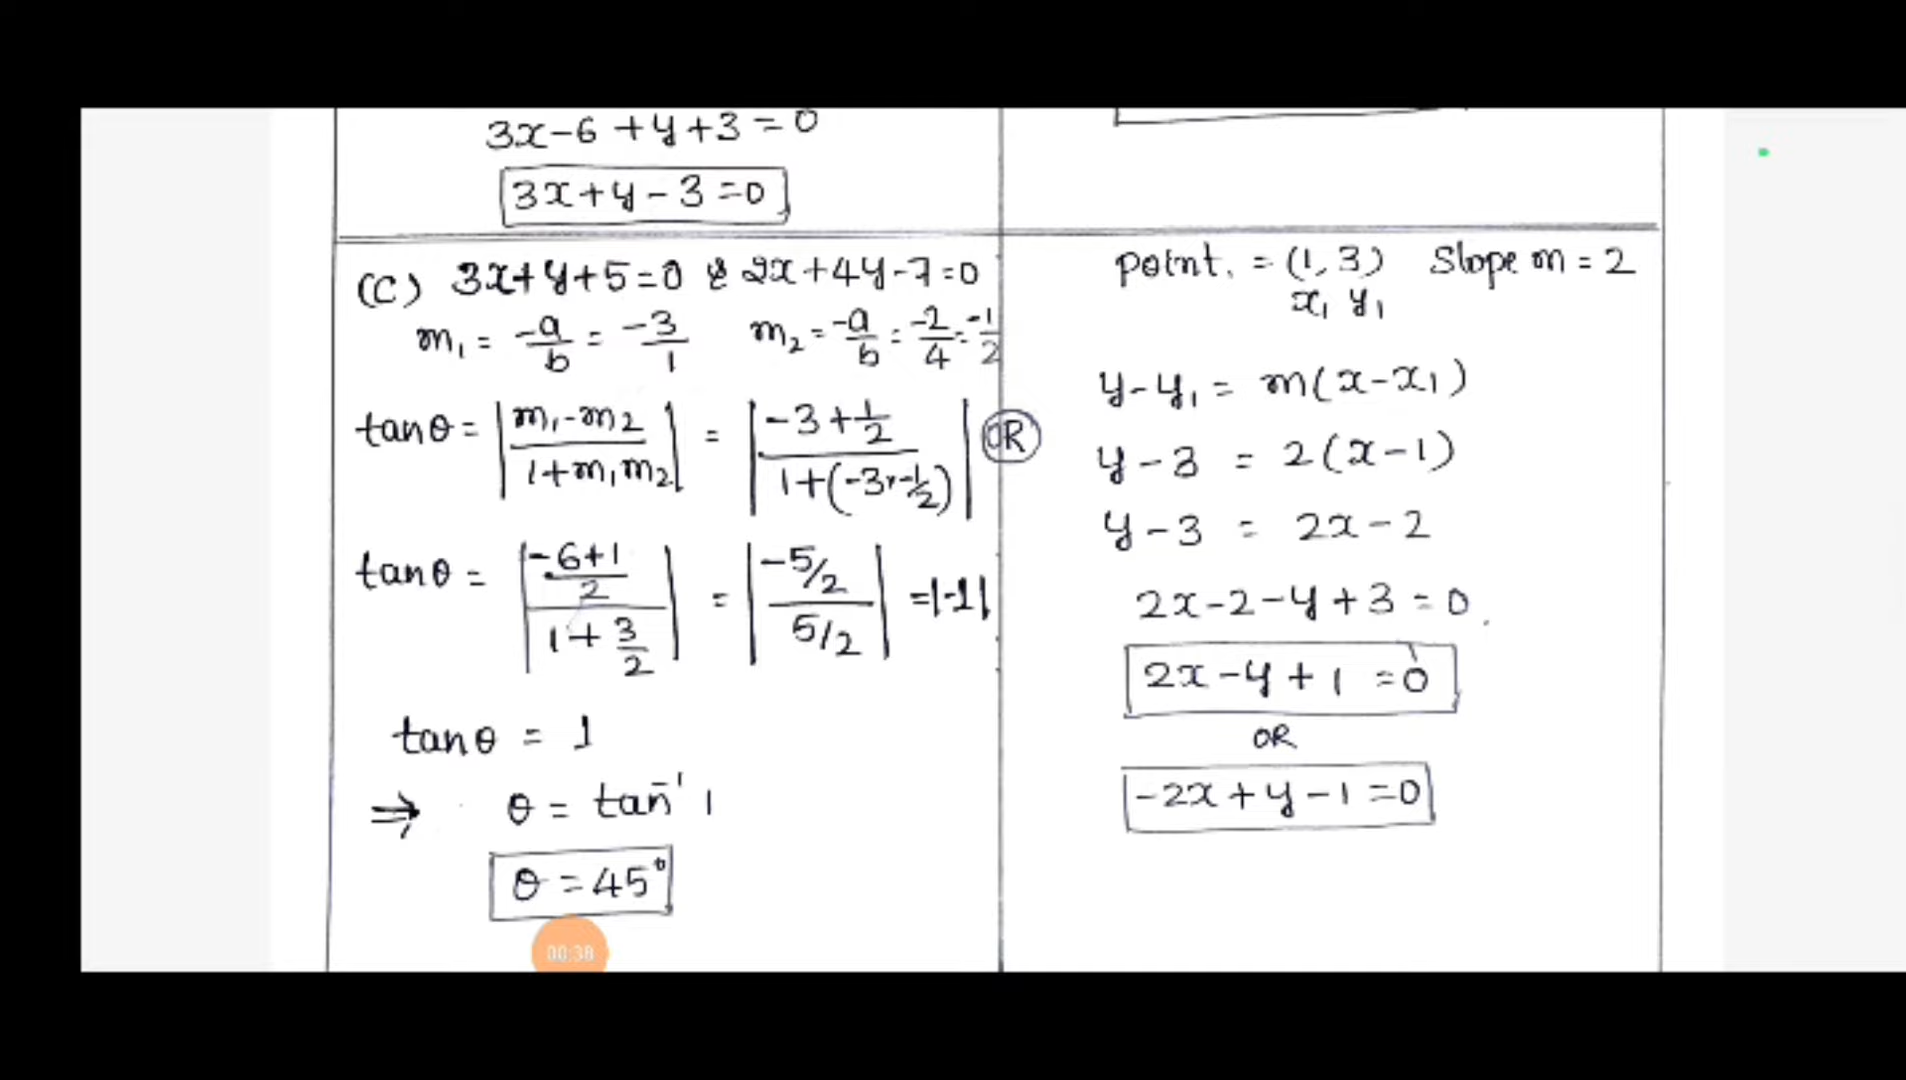 3x-6+y+3=0
3x+y-3=0
(C) 3x+y+5=0 & 2x+4y-7=0
m₁ = -a/b = -3/1   m₂ = -a/b = -2/4 = -1/2
tanθ = |(m₁-m₂)/(1+m₁m₂)| = |(-3+1/2)/(1+(-3×-1/2))|
tanθ = |((-6+1)/2)/(1+3/2)| = |(-5/2)/(5/2)| = |-1|
tanθ = 1
⇒ θ = tan⁻¹ 1
θ = 45°
00:38
OR
point. = (1, 3)   Slope m = 2
x₁ y₁
y-y₁ = m(x-x₁)
y-3 = 2(x-1)
y-3 = 2x-2
2x-2-y+3=0
2x-y+1=0
OR
-2x+y-1=0